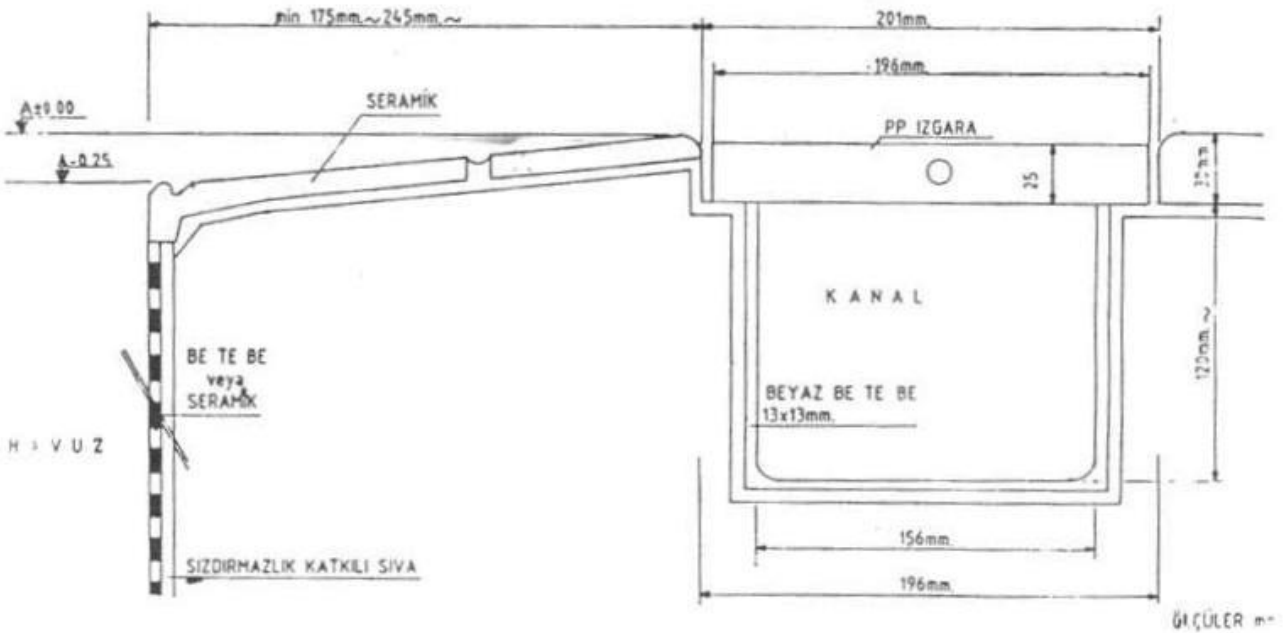 min 175mm.~245mm.~
201mm.
196mm.
A±0.00
SERAMİK
PP IZGARA
A-0.25
25
KANAL
120mm.~
BE TE BE
veya
SERAMİK
BEYAZ BE TE BE
13x13mm.
SIZDIRMAZLIK KATKILI SIVA
156mm.
196mm.
ÖLÇÜLER